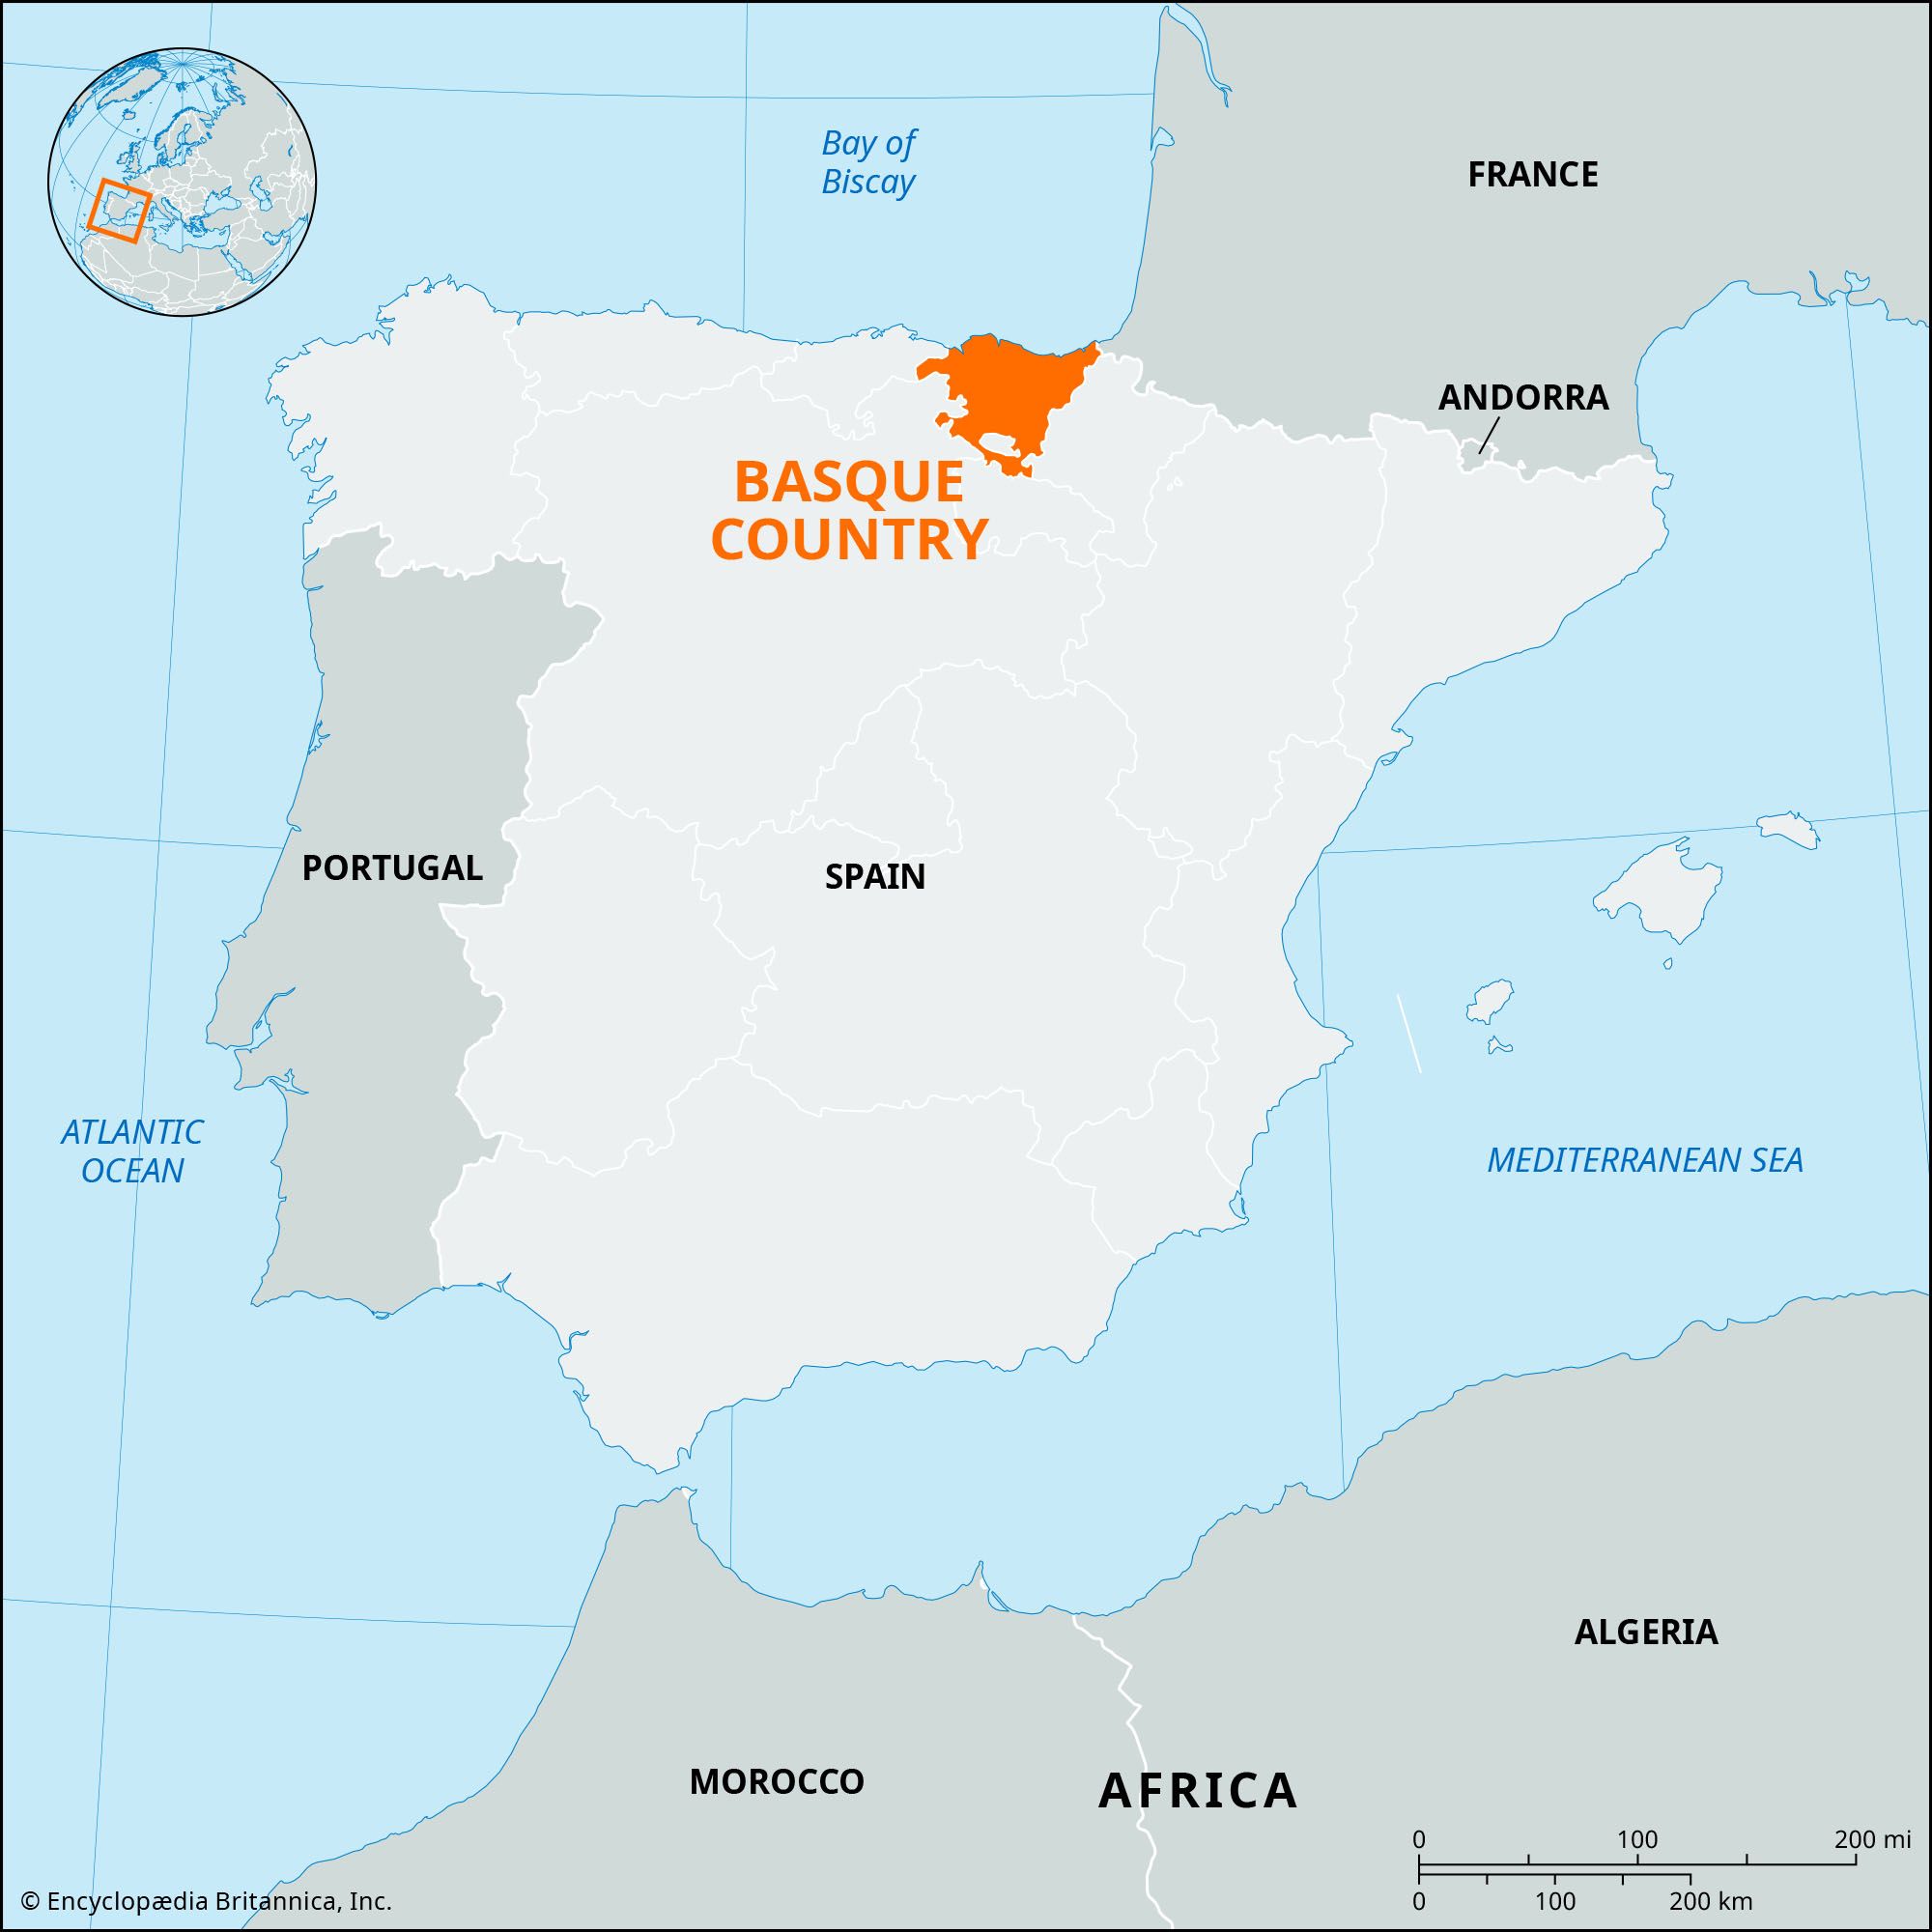 Bay of
Biscay
FRANCE
ANDORRA
BASQUE
COUNTRY
PORTUGAL
SPAIN
ATLANTIC
OCEAN
MEDITERRANEAN SEA
ALGERIA
MOROCCO
AFRICA
0 100 200 mi
0 100 200 km
© Encyclopædia Britannica, Inc.